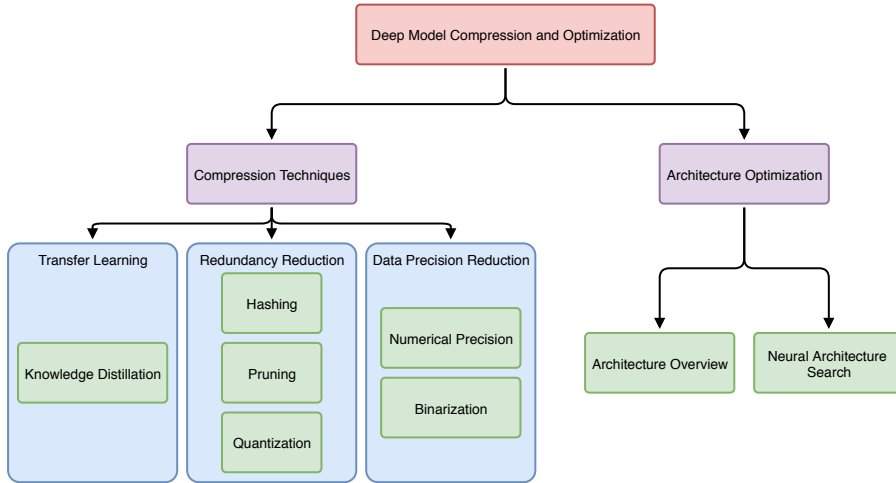 Deep Model Compression and Optimization
Compression Techniques
Architecture Optimization
Transfer Learning
Knowledge Distillation
Redundancy Reduction
Hashing
Pruning
Quantization
Data Precision Reduction
Numerical Precision
Binarization
Architecture Overview
Neural Architecture
Search